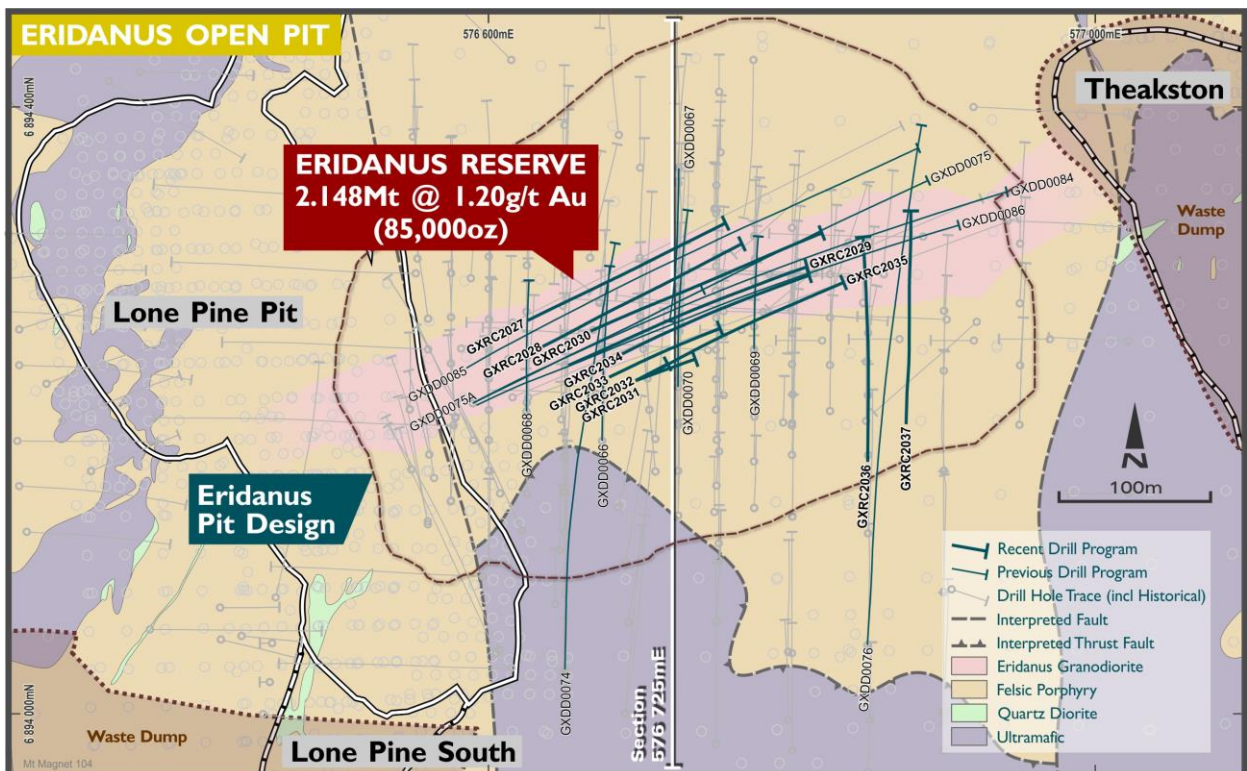 ERIDANUS OPEN PIT
576 600mE
577 000mE
6 894 400mN
Theakston
GXDD0067
ERIDANUS RESERVE
2.148Mt @ 1.20g/t Au
(85,000oz)
GXDD0075
GXDD0084
GXDD0086
Waste
Dump
GXRC2029
GXRC2035
Lone Pine Pit
GXRC2027
GXRC2028
GXRC2030
GXRC2034
GXRC2033
GXRC2032
GXRC2031
GXDD0085
GXDD0075A
GXDD0068
GXDD0066
GXDD0070
GXDD0069
GXRC2036
GXRC2037
N
100m
Eridanus
Pit Design
Recent Drill Program
Previous Drill Program
Drill Hole Trace (incl Historical)
Interpreted Fault
Interpreted Thrust Fault
Eridanus Granodiorite
Felsic Porphyry
Quartz Diorite
Ultramafic
GXDD0074
GXDD0076
Section
576 725mE
6 894 000mN
Waste Dump
Lone Pine South
Mt Magnet 104